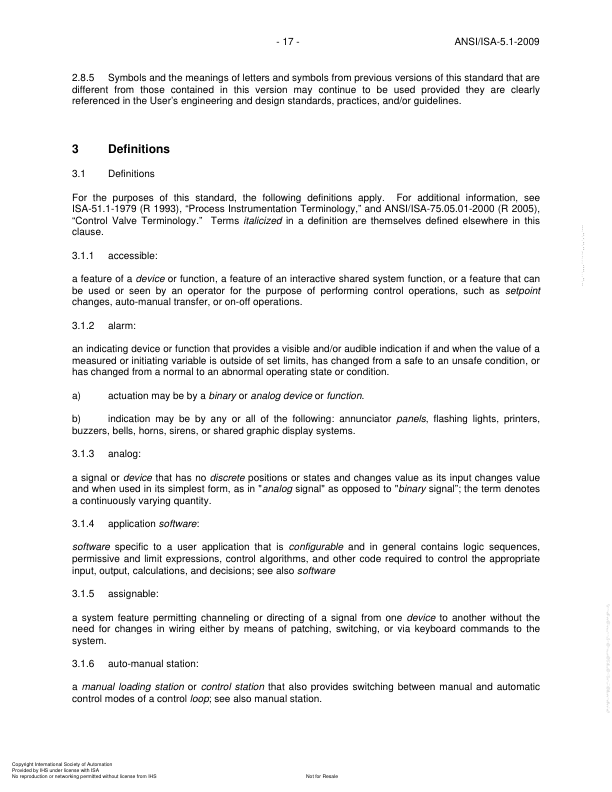 - 17 -
ANSI/ISA-5.1-2009
2.8.5 Symbols and the meanings of letters and symbols from previous versions of this standard that are
different from those contained in this version may continue to be used provided they are clearly
referenced in the User's engineering and design standards, practices, and/or guidelines.
3 Definitions
3.1 Definitions
For the purposes of this standard, the following definitions apply. For additional information, see
ISA-51.1-1979 (R 1993), “Process Instrumentation Terminology,” and ANSI/ISA-75.05.01-2000 (R 2005),
“Control Valve Terminology.” Terms italicized in a definition are themselves defined elsewhere in this
clause.
3.1.1 accessible:
a feature of a device or function, a feature of an interactive shared system function, or a feature that can
be used or seen by an operator for the purpose of performing control operations, such as setpoint
changes, auto-manual transfer, or on-off operations.
3.1.2 alarm:
an indicating device or function that provides a visible and/or audible indication if and when the value of a
measured or initiating variable is outside of set limits, has changed from a safe to an unsafe condition, or
has changed from a normal to an abnormal operating state or condition.
a) actuation may be by a binary or analog device or function.
b) indication may be by any or all of the following: annunciator panels, flashing lights, printers,
buzzers, bells, horns, sirens, or shared graphic display systems.
3.1.3 analog:
a signal or device that has no discrete positions or states and changes value as its input changes value
and when used in its simplest form, as in "analog signal" as opposed to "binary signal”; the term denotes
a continuously varying quantity.
3.1.4 application software:
software specific to a user application that is configurable and in general contains logic sequences,
permissive and limit expressions, control algorithms, and other code required to control the appropriate
input, output, calculations, and decisions; see also software
3.1.5 assignable:
a system feature permitting channeling or directing of a signal from one device to another without the
need for changes in wiring either by means of patching, switching, or via keyboard commands to the
system.
3.1.6 auto-manual station:
a manual loading station or control station that also provides switching between manual and automatic
control modes of a control loop; see also manual station.
Copyright International Society of Automation
Provided by IHS under license with ISA
No reproduction or networking permitted without license from IHS
Not for Resale